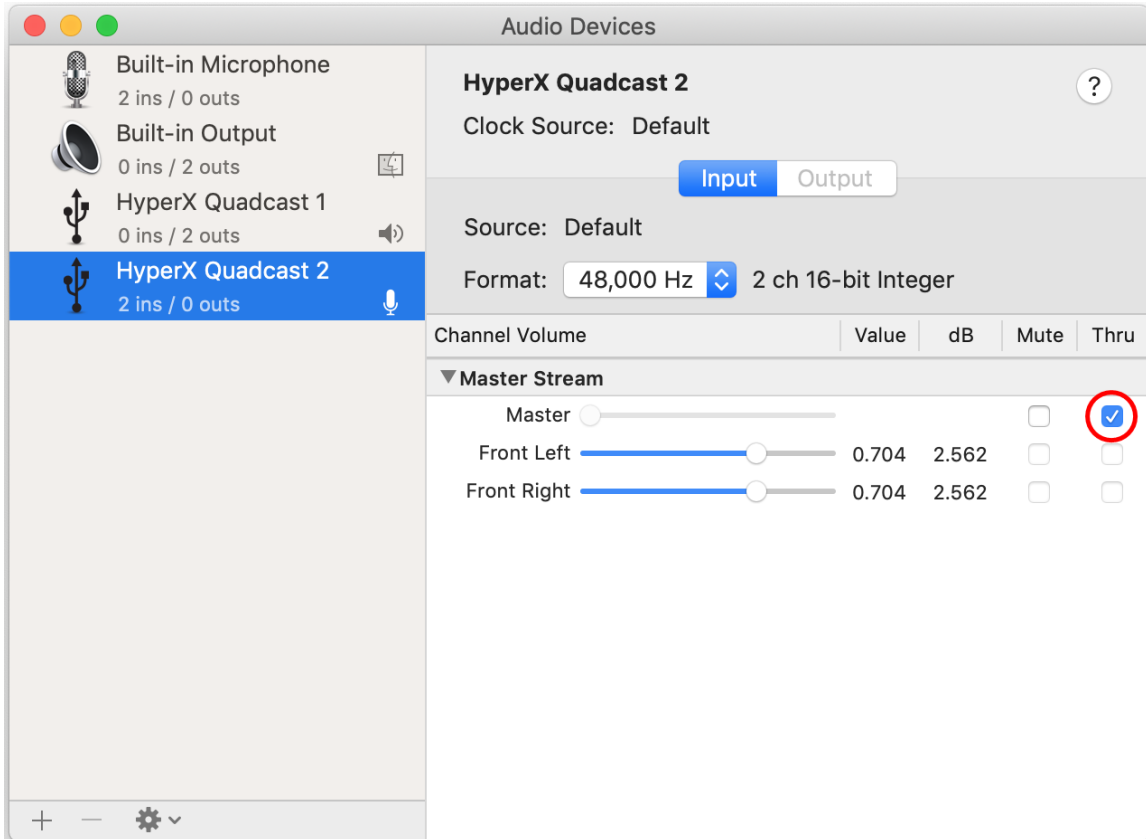 Audio Devices
Built-in Microphone
2 ins / 0 outs
Built-in Output
0 ins / 2 outs
HyperX Quadcast 1
0 ins / 2 outs
HyperX Quadcast 2
2 ins / 0 outs
HyperX Quadcast 2
?
Clock Source: Default
Input Output
Source: Default
Format: 48,000 Hz 2 ch 16-bit Integer
Channel Volume Value dB Mute Thru
Master Stream
Master
Front Left 0.704 2.562
Front Right 0.704 2.562